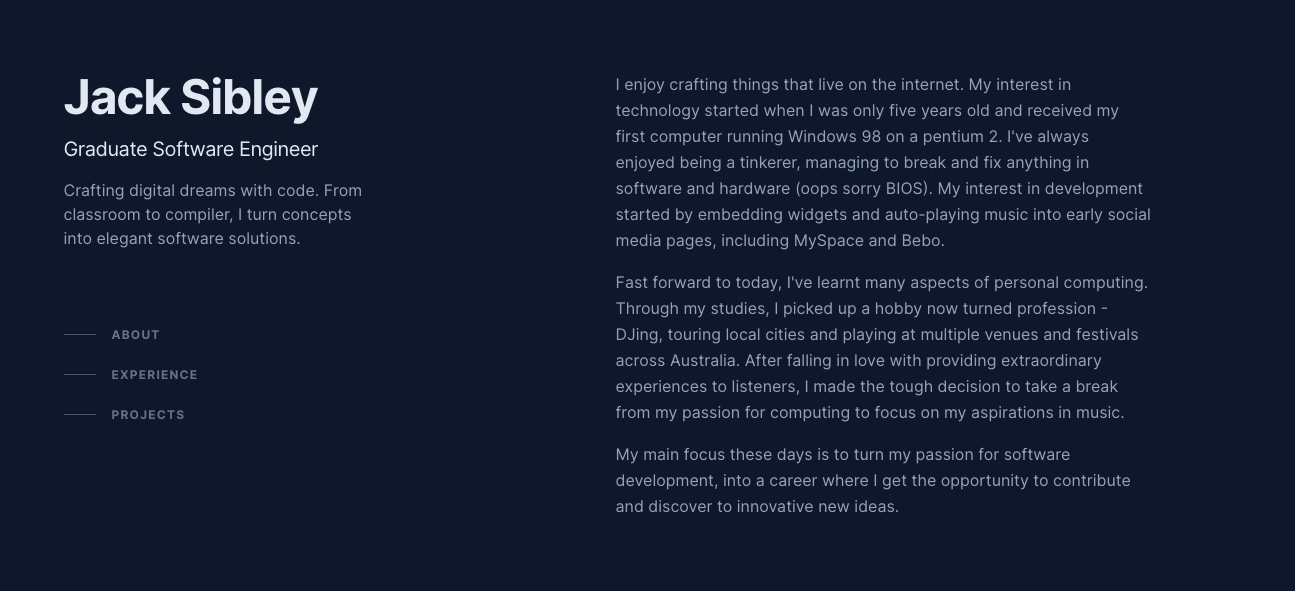 Jack Sibley
Graduate Software Engineer
Crafting digital dreams with code. From
classroom to compiler, I turn concepts
into elegant software solutions.
ABOUT
EXPERIENCE
PROJECTS
I enjoy crafting things that live on the internet. My interest in
technology started when I was only five years old and received my
first computer running Windows 98 on a pentium 2. I've always
enjoyed being a tinkerer, managing to break and fix anything in
software and hardware (oops sorry BIOS). My interest in development
started by embedding widgets and auto-playing music into early social
media pages, including MySpace and Bebo.
Fast forward to today, I've learnt many aspects of personal computing.
Through my studies, I picked up a hobby now turned profession -
DJing, touring local cities and playing at multiple venues and festivals
across Australia. After falling in love with providing extraordinary
experiences to listeners, I made the tough decision to take a break
from my passion for computing to focus on my aspirations in music.
My main focus these days is to turn my passion for software
development, into a career where I get the opportunity to contribute
and discover to innovative new ideas.